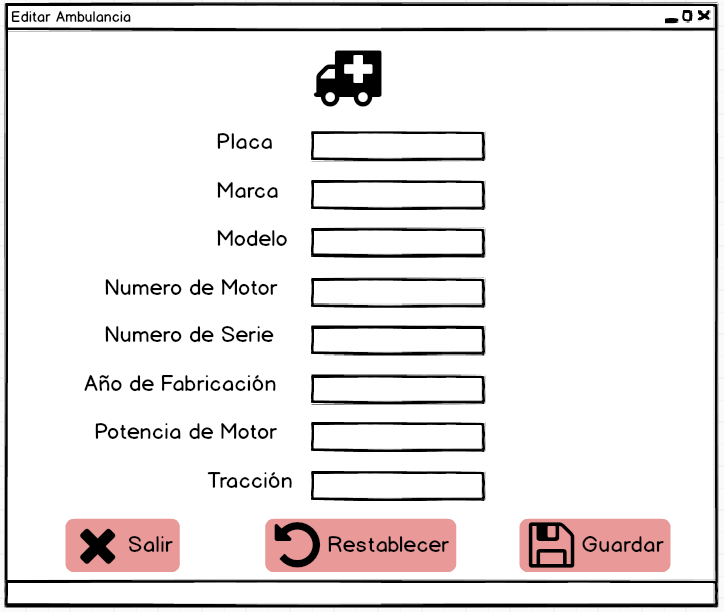 Editar Ambulancia
Placa
Marca
Modelo
Numero de Motor
Numero de Serie
Año de Fabricación
Potencia de Motor
Tracción
Salir
Restablecer
Guardar